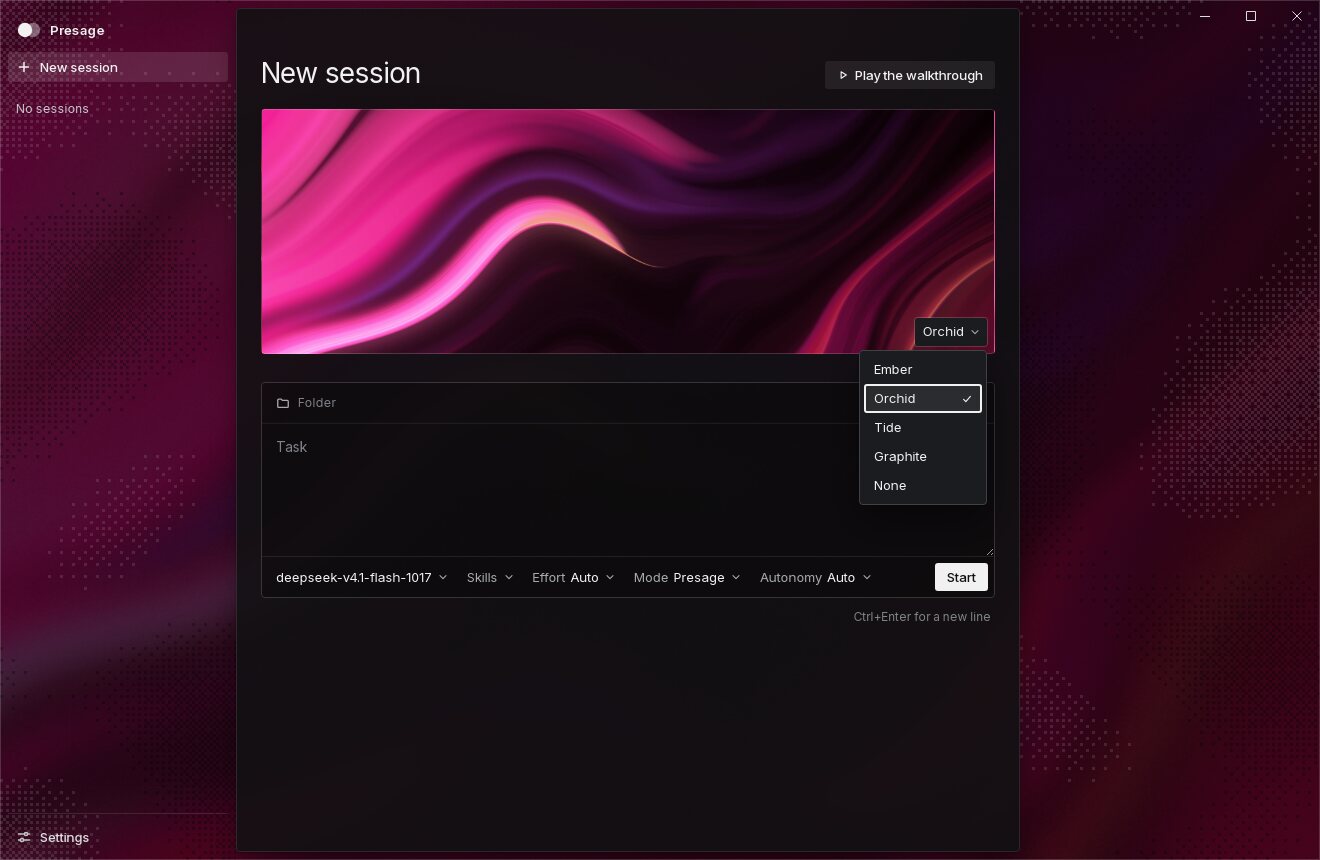 Presage
New session
No sessions
Settings
New session
Play the walkthrough
Orchid
Ember
Orchid
Tide
Graphite
None
Folder
Task
deepseek-v4.1-flash-1017 Skills Effort Auto Mode Presage Autonomy Auto Start
Ctrl+Enter for a new line